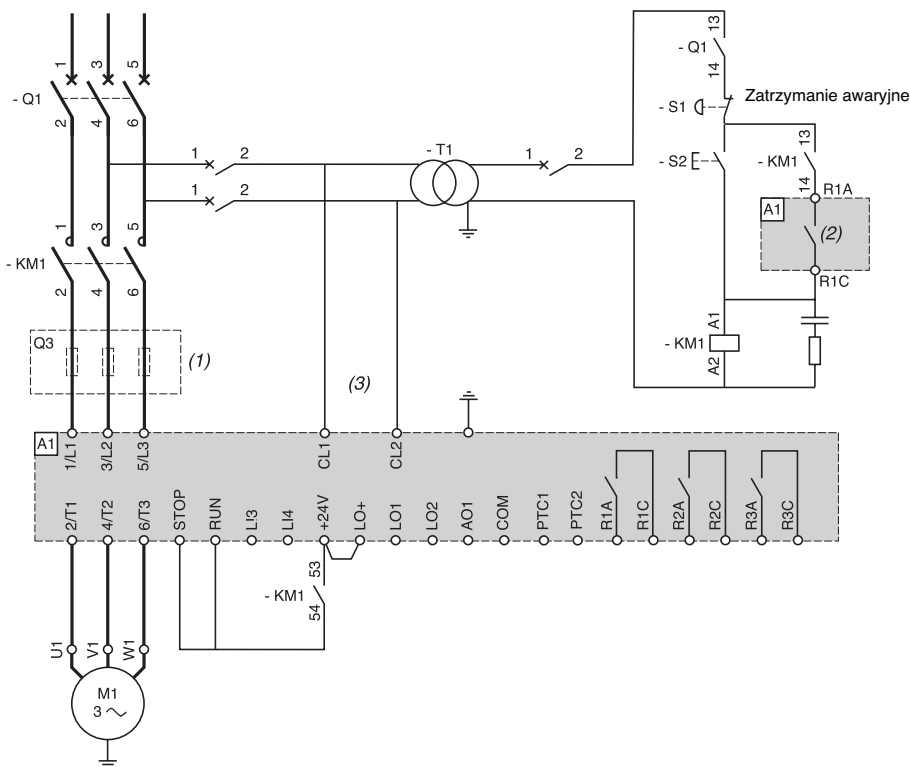 1 3 5
- Q1
2 4 6
1 2
1 2
- T1
1 2
13
- Q1
14
- S1
Zatrzymanie awaryjne
- S2
13
- KM1
14
R1A
A1
(2)
R1C
A1
- KM1
A2
1 3 5
- KM1
2 4 6
Q3
(1)
(3)
A1
1/L1 3/L2 5/L3 CL1 CL2
2/T1 4/T2 6/T3 STOP RUN LI3 LI4 +24V LO+ LO1 LO2 AO1 COM PTC1 PTC2 R1A R1C R2A R2C R3A R3C
53
- KM1
54
U1 V1 W1
M1
3